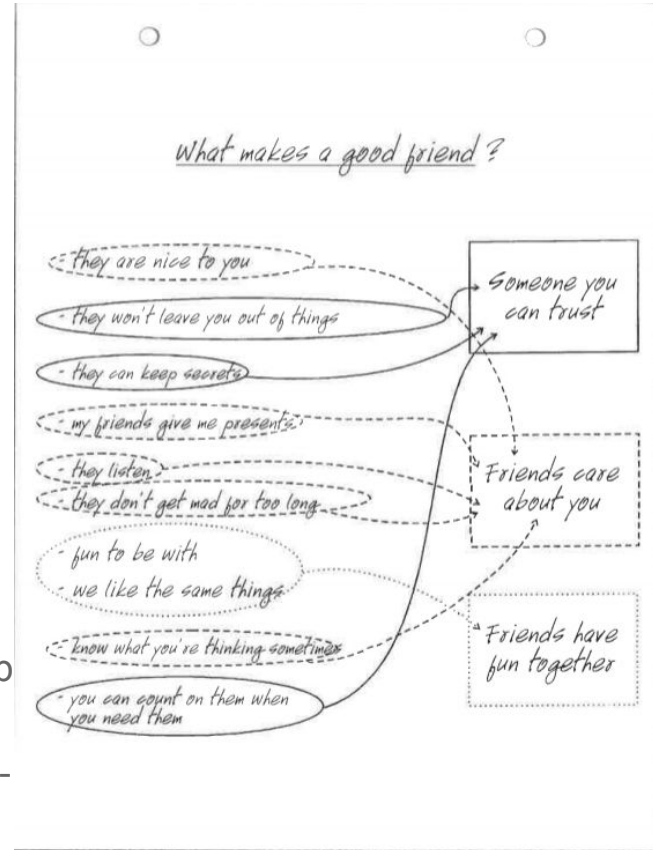 What makes a good friend?
- they are nice to you
- they won't leave you out of things
- they can keep secrets
- my friends give me presents
- they listen
- they don't get mad for too long
- fun to be with
- we like the same things
- know what you're thinking sometimes
- you can count on them when
you need them
Someone you
can trust
Friends care
about you
Friends have
fun together